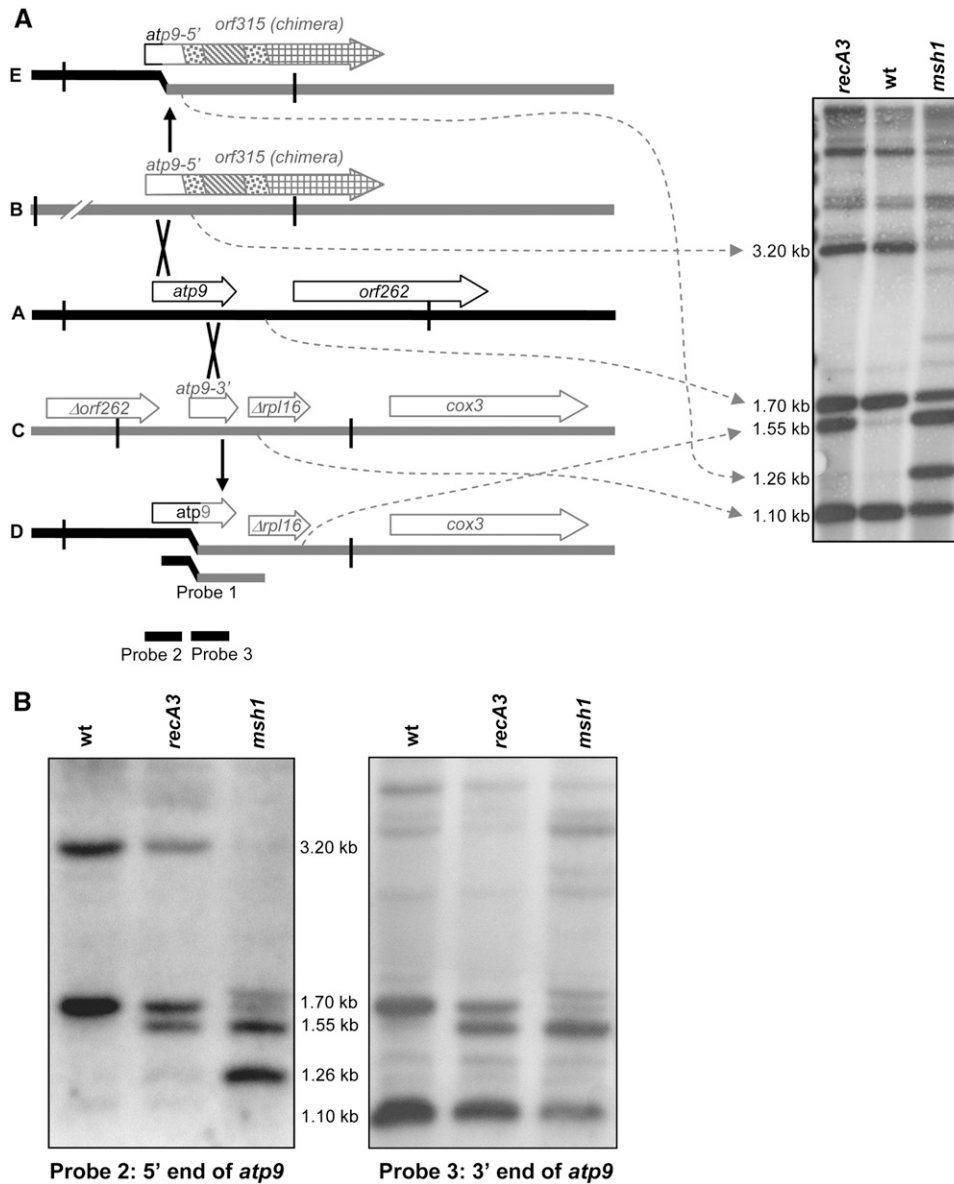 A
atp9-5’ orf315 (chimera)
E
atp9-5’ orf315 (chimera)
B
atp9 orf262
A
atp9-3’
Δorf262 Δrpl16 cox3
C
atp9 Δrpl16 cox3
D
Probe 1
Probe 2 Probe 3
recA3 wt msh1
3.20 kb
1.70 kb
1.55 kb
1.26 kb
1.10 kb
B
wt recA3 msh1
wt recA3 msh1
3.20 kb
1.70 kb
1.55 kb
1.26 kb
1.10 kb
Probe 2: 5’ end of atp9
Probe 3: 3’ end of atp9